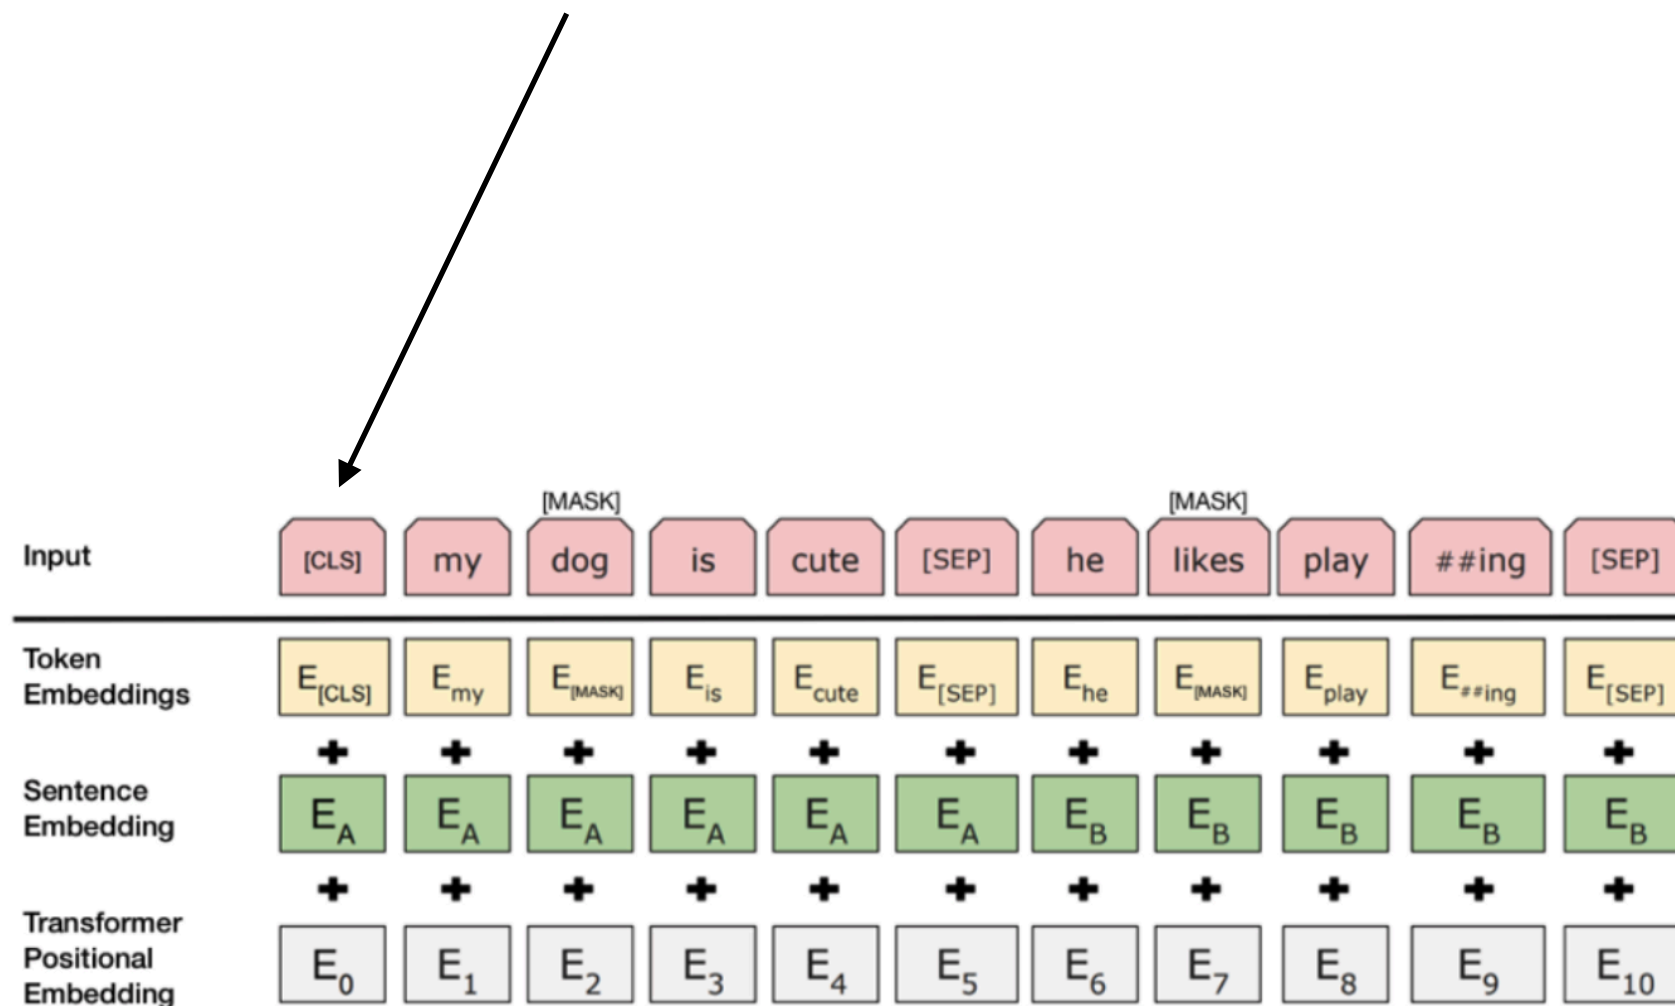 [MASK] [MASK]
Input [CLS] my dog is cute [SEP] he likes play ##ing [SEP]
Token Embeddings E[CLS] Emy E[MASK] Eis Ecute E[SEP] Ehe E[MASK] Eplay E##ing E[SEP]
Sentence Embedding EA EA EA EA EA EA EB EB EB EB EB
Transformer Positional Embedding E0 E1 E2 E3 E4 E5 E6 E7 E8 E9 E10